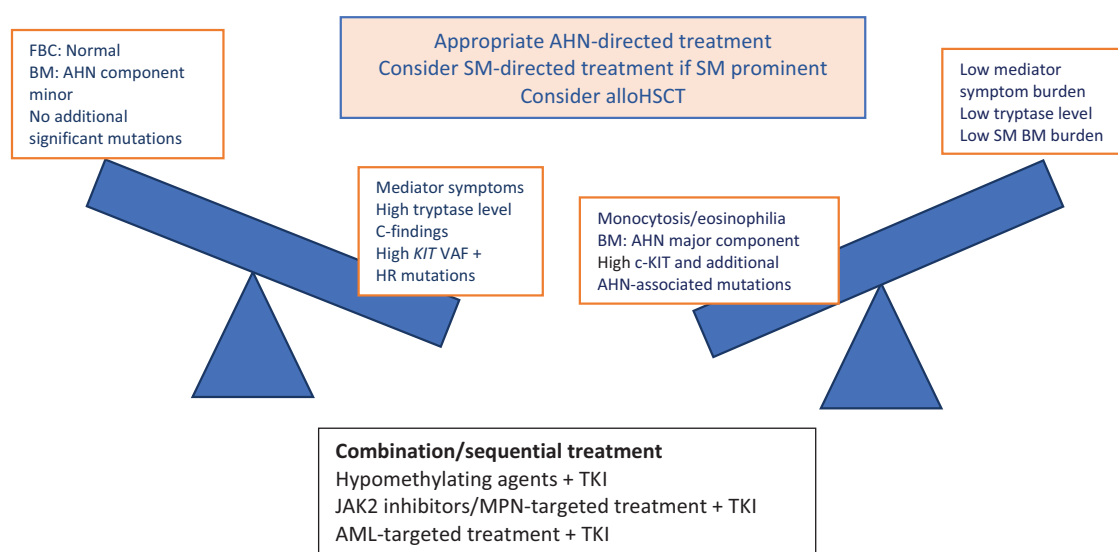 FBC: Normal
BM: AHN component
minor
No additional
significant mutations
Appropriate AHN-directed treatment
Consider SM-directed treatment if SM prominent
Consider alloHSCT
Low mediator
symptom burden
Low tryptase level
Low SM BM burden
Mediator symptoms
High tryptase level
C-findings
High KIT VAF +
HR mutations
Monocytosis/eosinophilia
BM: AHN major component
High c-KIT and additional
AHN-associated mutations
Combination/sequential treatment
Hypomethylating agents + TKI
JAK2 inhibitors/MPN-targeted treatment + TKI
AML-targeted treatment + TKI